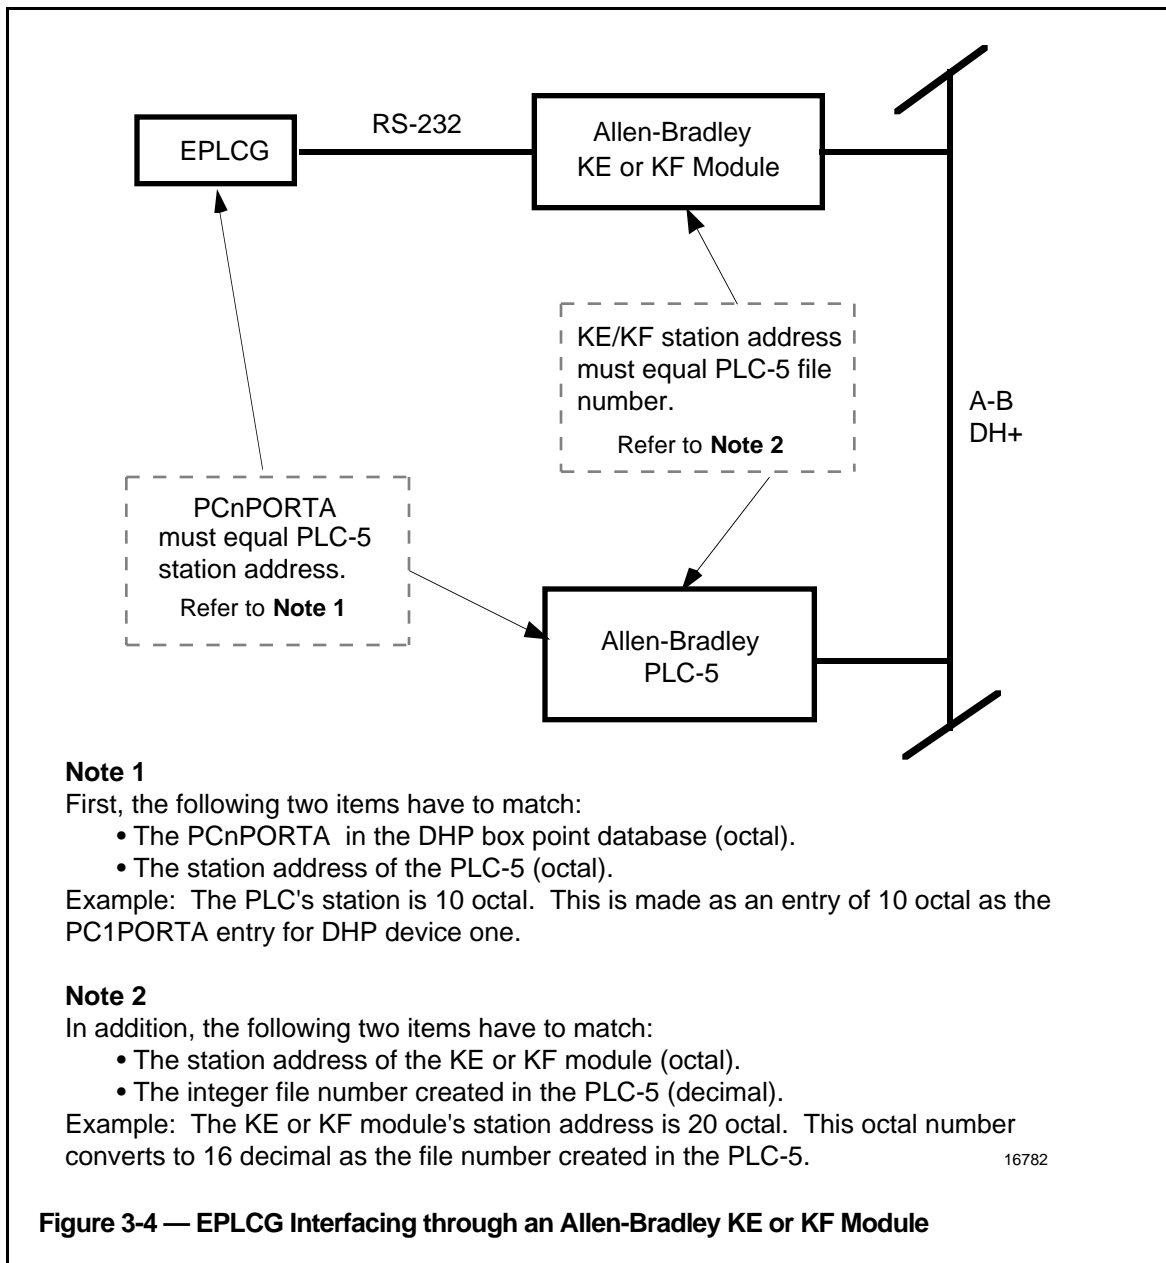 EPLCG
RS-232
Allen-Bradley
KE or KF Module
KE/KF station address
must equal PLC-5 file
number.
Refer to Note 2
A-B
DH+
PCnPORTA
must equal PLC-5
station address.
Refer to Note 1
Allen-Bradley
PLC-5
Note 1
First, the following two items have to match:
• The PCnPORTA in the DHP box point database (octal).
• The station address of the PLC-5 (octal).
Example: The PLC's station is 10 octal. This is made as an entry of 10 octal as the
PC1PORTA entry for DHP device one.
Note 2
In addition, the following two items have to match:
• The station address of the KE or KF module (octal).
• The integer file number created in the PLC-5 (decimal).
Example: The KE or KF module's station address is 20 octal. This octal number
converts to 16 decimal as the file number created in the PLC-5.
16782
Figure 3-4 — EPLCG Interfacing through an Allen-Bradley KE or KF Module